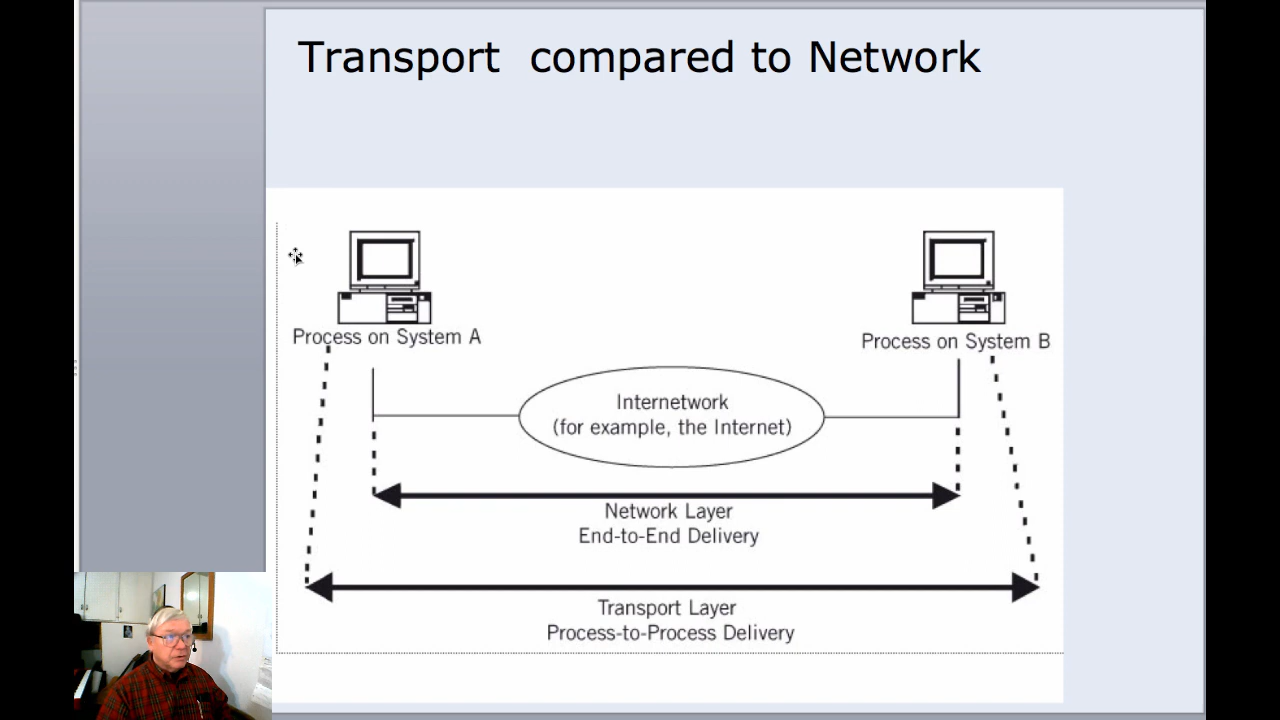 Transport  compared to Network
Process on System A
Process on System B
Internetwork
(for example, the Internet)
Network Layer
End-to-End Delivery
Transport Layer
Process-to-Process Delivery